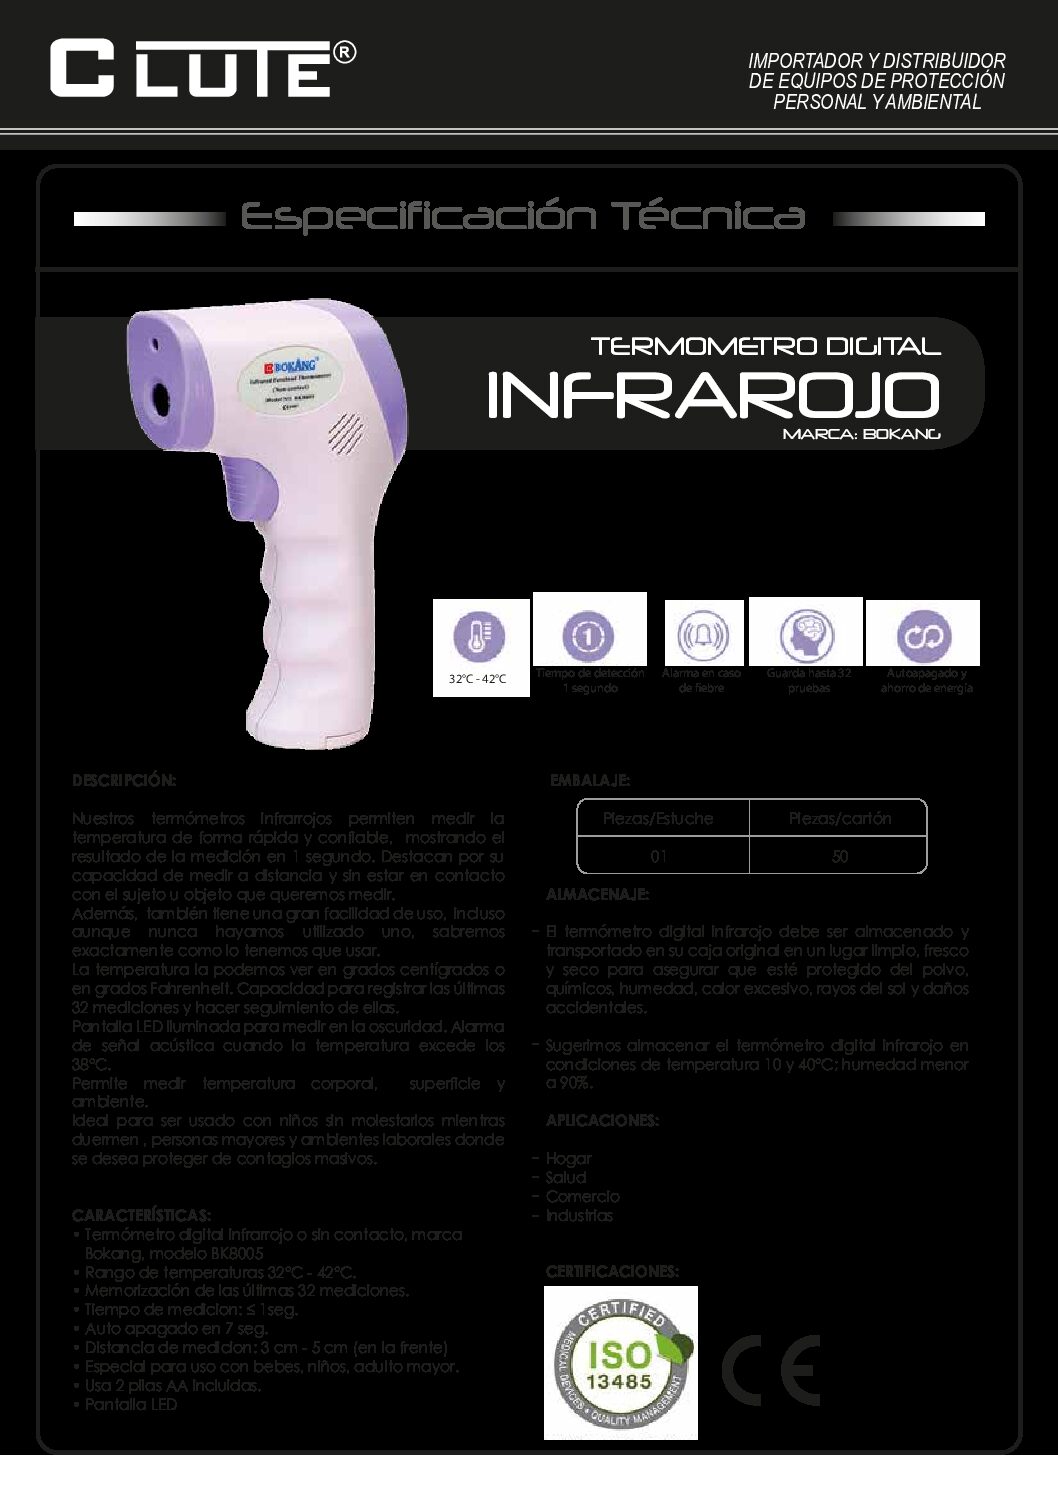 CLUTE®
IMPORTADOR Y DISTRIBUIDOR
DE EQUIPOS DE PROTECCIÓN
PERSONAL Y AMBIENTAL
Especificación Técnica
TERMOMETRO DIGITAL
INFRAROJO
MARCA: BOKANG
BOKANG
Infrared Forehead Thermometer
(Non-contact)
Model NO. BK8005
32°C - 42°C
Tiempo de detección
1 segundo
Alarma en caso
de fiebre
Guarda hasta 32
pruebas
Autoapagado y
ahorro de energía
DESCRIPCIÓN:
Nuestros termómetros infrarrojos permiten medir la
temperatura de forma rápida y confiable, mostrando el
resultado de la medición en 1 segundo. Destacan por su
capacidad de medir a distancia y sin estar en contacto
con el sujeto u objeto que queremos medir.
Además, también tiene una gran facilidad de uso, incluso
aunque nunca hayamos utilizado uno, sabremos
exactamente como lo tenemos que usar.
La temperatura la podemos ver en grados centígrados o
en grados Fahrenheit. Capacidad para registrar las últimas
32 mediciones y hacer seguimiento de ellas.
Pantalla LED iluminada para medir en la oscuridad. Alarma
de señal acústica cuando la temperatura excede los
38°C.
Permite medir temperatura corporal, superficie y
ambiente.
Ideal para ser usado con niños sin molestarlos mientras
duermen , personas mayores y ambientes laborales donde
se desea proteger de contagios masivos.
CARACTERÍSTICAS:
• Termómetro digital infrarrojo o sin contacto, marca
Bokang, modelo BK8005
• Rango de temperaturas 32°C - 42°C.
• Memorización de las últimas 32 mediciones.
• Tiempo de medicion: ≤ 1seg.
• Auto apagado en 7 seg.
• Distancia de medicion: 3 cm - 5 cm (en la frente)
• Especial para uso con bebes, niños, adulto mayor.
• Usa 2 pilas AA incluidas.
• Pantalla LED
EMBALAJE:
Piezas/Estuche Piezas/cartón
01 50
ALMACENAJE:
- El termómetro digital infrarojo debe ser almacenado y
transportado en su caja original en un lugar limpio, fresco
y seco para asegurar que esté protegido del polvo,
químicos, humedad, calor excesivo, rayos del sol y daños
accidentales.
- Sugerimos almacenar el termómetro digital infrarojo en
condiciones de temperatura 10 y 40°C; humedad menor
a 90%.
APLICACIONES:
- Hogar
- Salud
- Comercio
- Industrias
CERTIFICACIONES:
CERTIFIED
ISO
13485
MEDICAL DEVICES • QUALITY MANAGEMENT
CE